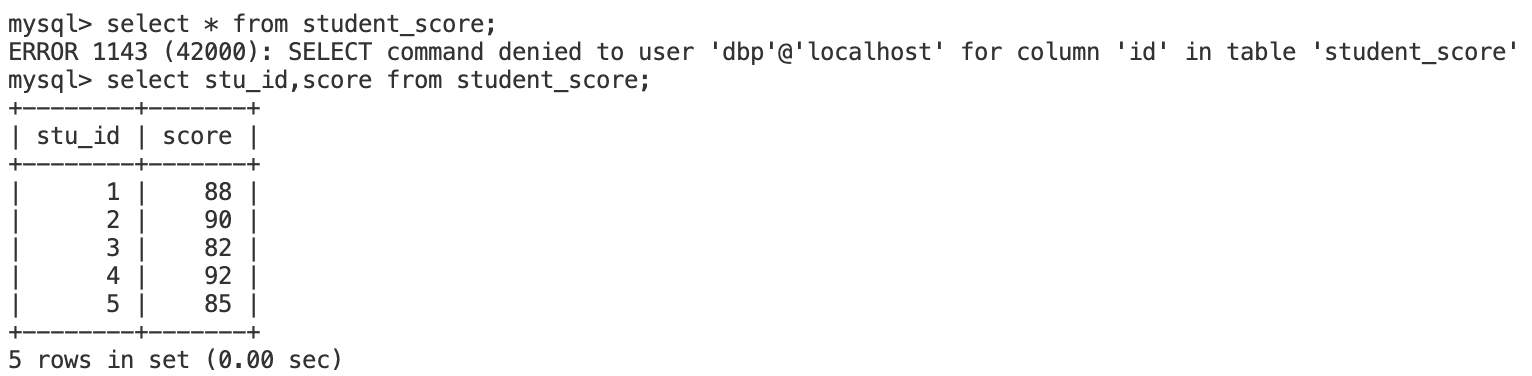 mysql> select * from student_score;
ERROR 1143 (42000): SELECT command denied to user 'dbp'@'localhost' for column 'id' in table 'student_score'
mysql> select stu_id,score from student_score;
+--------+-------+
| stu_id | score |
+--------+-------+
|      1 |    88 |
|      2 |    90 |
|      3 |    82 |
|      4 |    92 |
|      5 |    85 |
+--------+-------+
5 rows in set (0.00 sec)